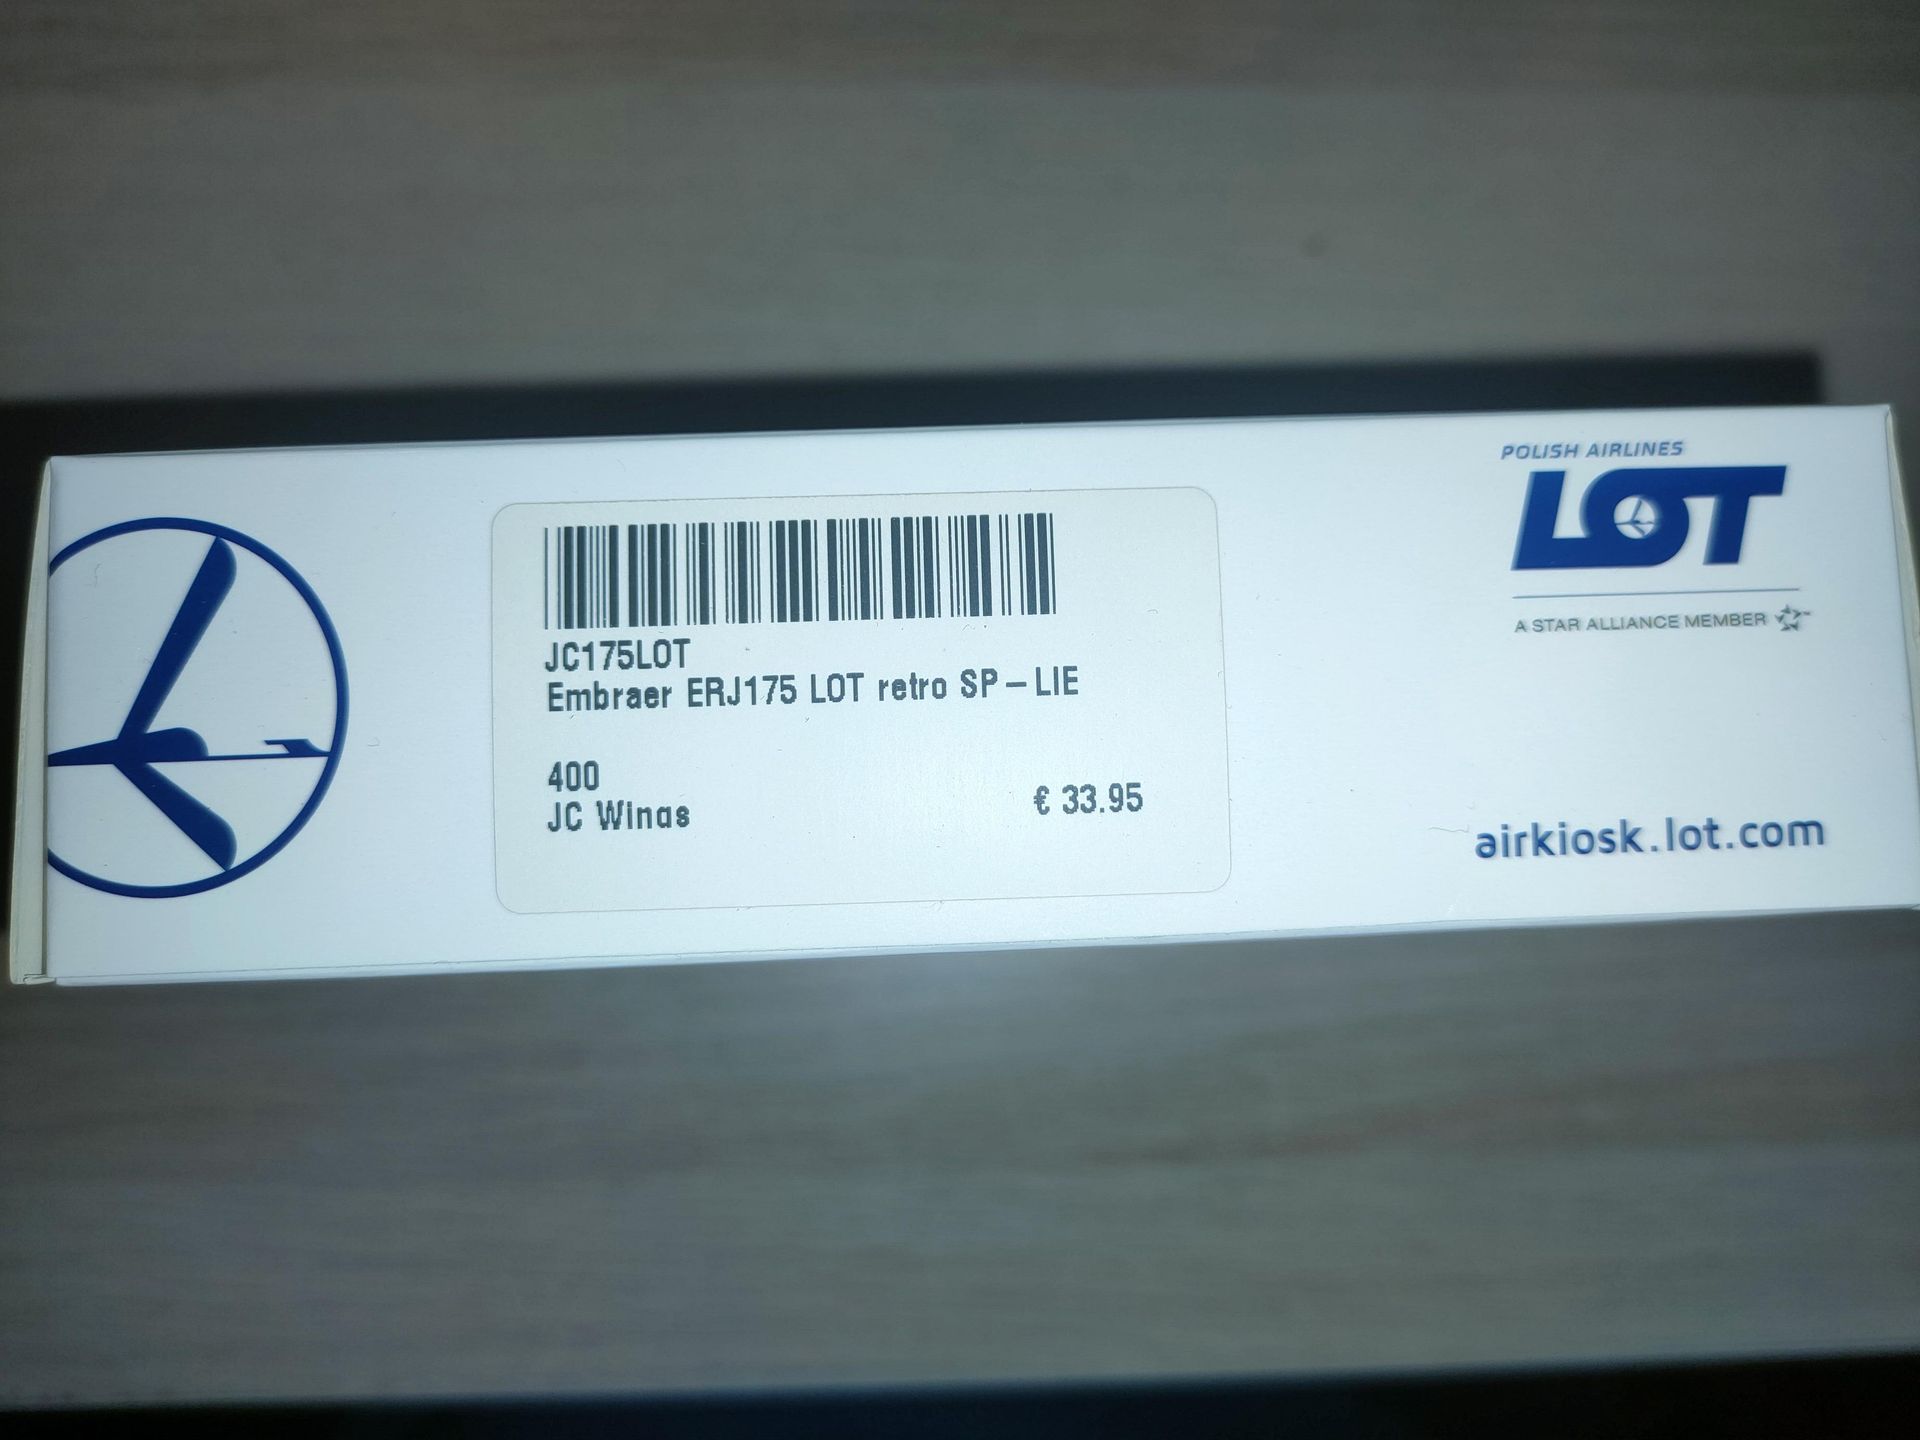 JC175LOT
Embraer ERJ175 LOT retro SP-LIE
400
JC Wings
€ 33.95
POLISH AIRLINES
LOT
A STAR ALLIANCE MEMBER
airkiosk.lot.com